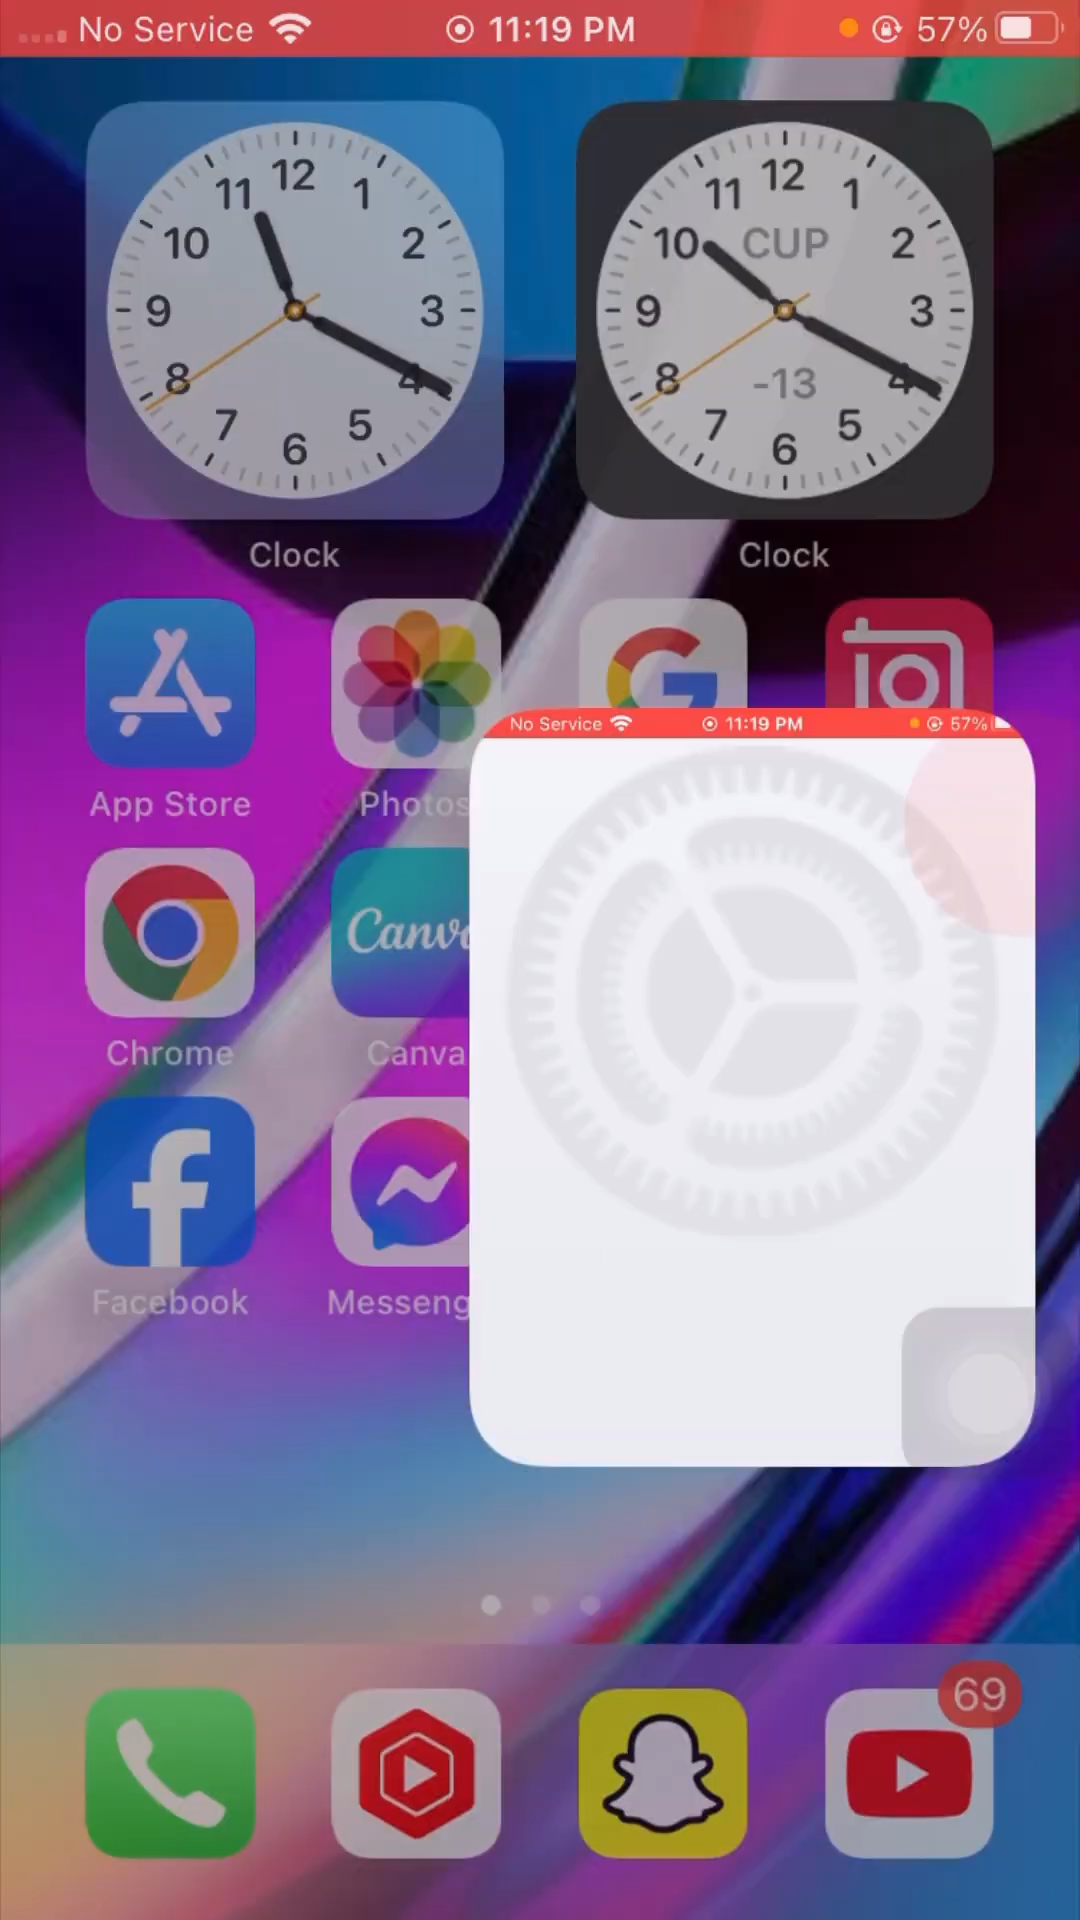 No Service 11:19 PM 57%
12
11 1
10 2
9 3
8 4
7 5
6
12
11 1
10 CUP 2
9 3
8 -13 4
7 5
6
Clock Clock
No Service 11:19 PM 57%
App Store Photos
Canva
Chrome Canva
Facebook Messeng
69